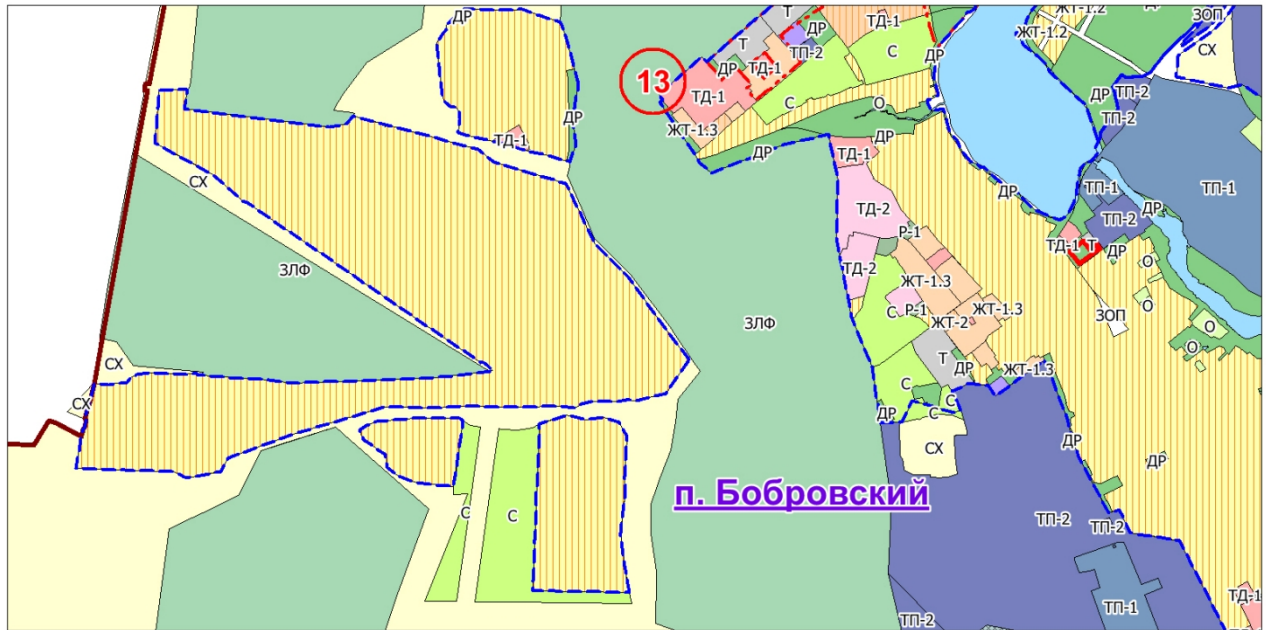 ДР
Т
ДР
ТД-1
ЖТ-1.2
ЖТ-1.2
ЗОП
СХ
Т
ДР
ТП-2
С
ДР
ДР
ТД-1
13
ТД-1
С
О
ДР
ТП-2
ТП-2
ДР
ТД-1
ЖТ-1.3
ДР
ДР
ТД-1
ТП-1
СХ
ТД-2
ДР
ТП-1
ТП-2
ДР
Р-1
ТД-1
Т
ДР
О
ЗЛФ
ТД-2
ЖТ-1.3
О
Р-1
ЖТ-1.3
С
ЗОП
ЗЛФ
ЖТ-2
О
О
Т
СХ
ДР
ЖТ-1.3
С
СХ
С
ДР
С
ДР
СХ
ДР
п. Бобровский
С
С
ТП-2
ТП-2
ТД-1
ТП-1
ТП-2